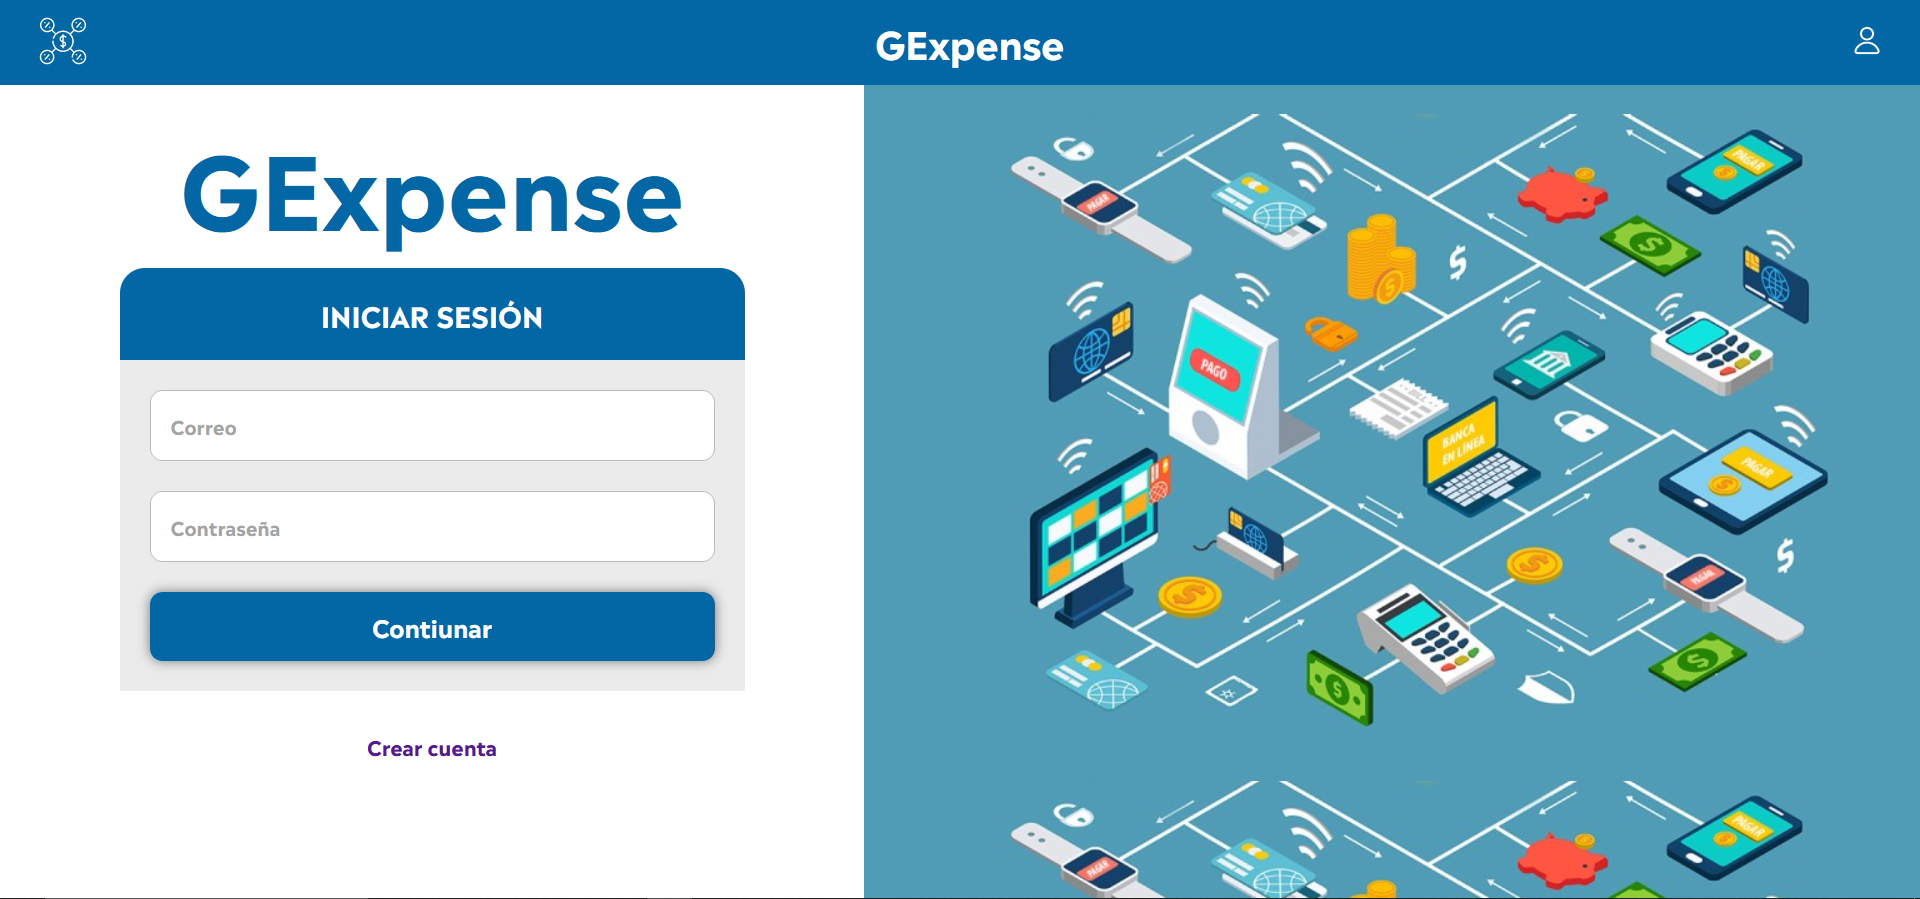 GExpense
GExpense
INICIAR SESIÓN
Correo
Contraseña
Contiunar
Crear cuenta
PAGAR
PAGAR
PAGO
BILL
BANCA
EN LÍNEA
PAGAR
PAGAR
PAGAR
PAGAR